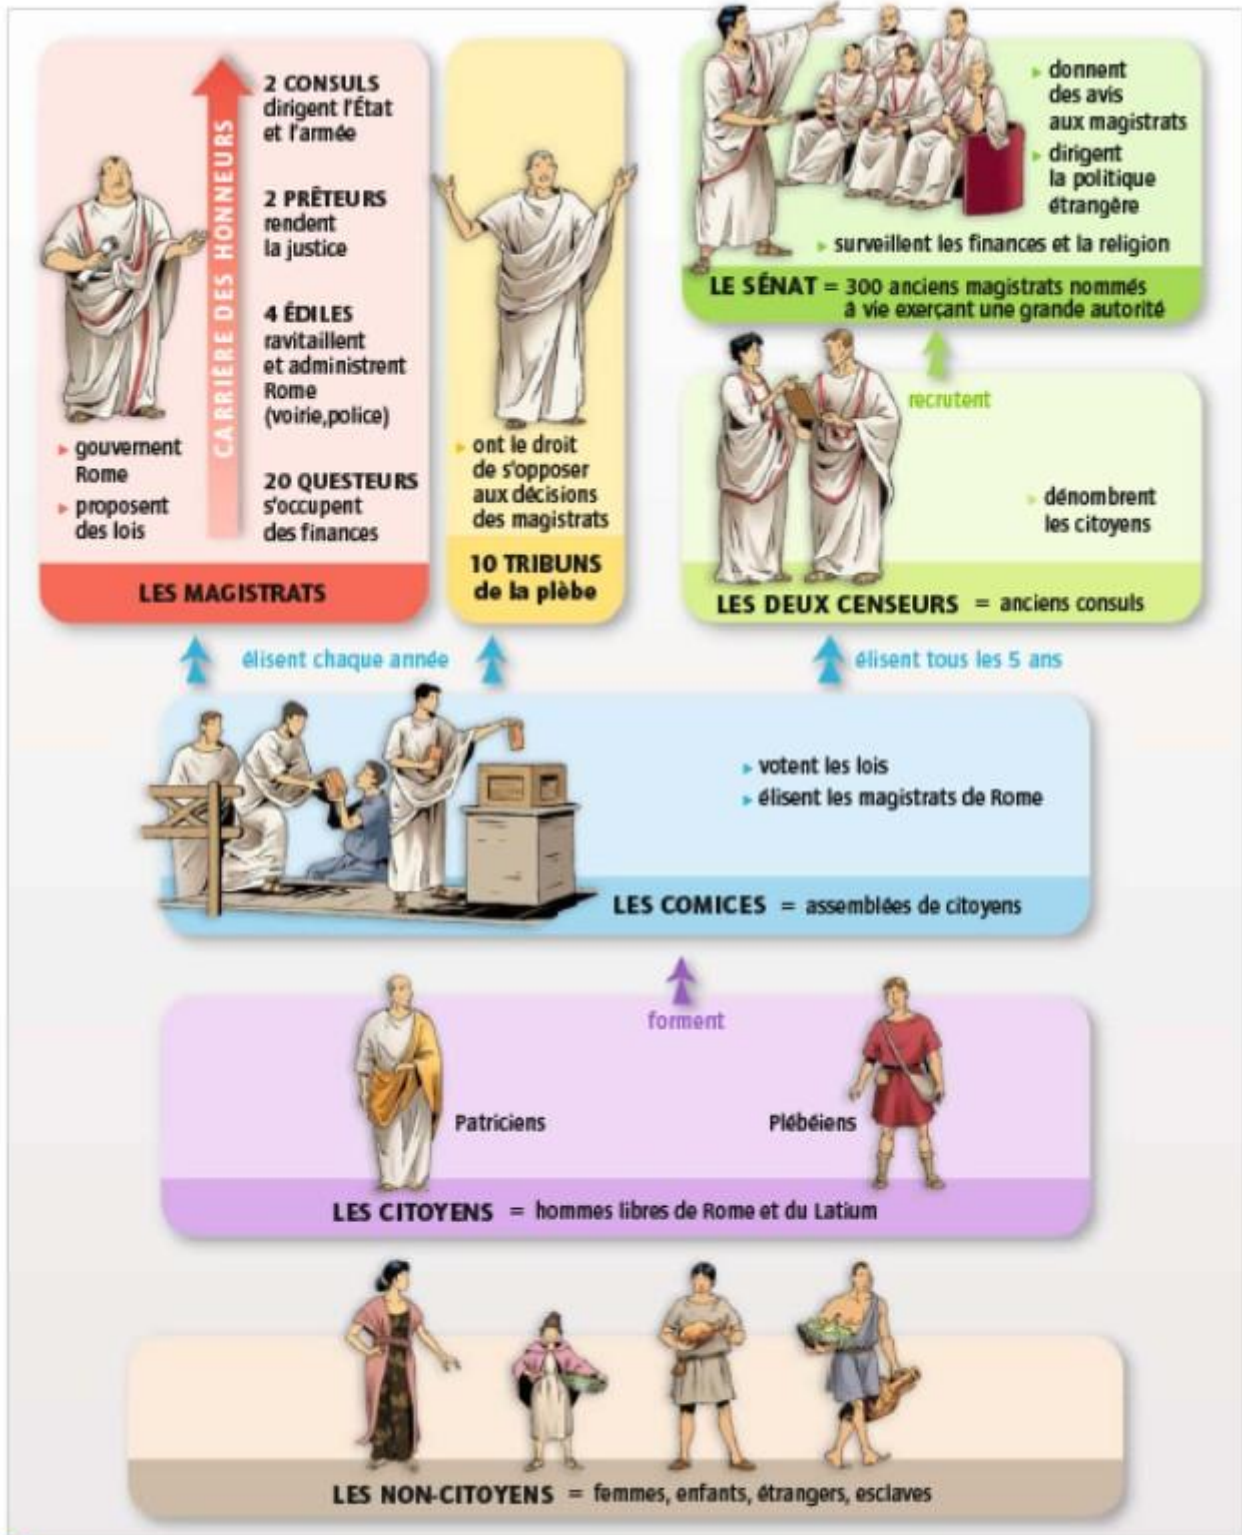 CARRIÈRE DES HONNEURS
2 CONSULS
dirigent l'État
et l'armée
2 PRÊTEURS
rendent
la justice
4 ÉDILES
ravitaillent
et administrent
Rome
(voirie,police)
20 QUESTEURS
s'occupent
des finances
gouvernent
Rome
proposent
des lois
LES MAGISTRATS
ont le droit
de s'opposer
aux décisions
des magistrats
10 TRIBUNS
de la plèbe
donnent
des avis
aux magistrats
dirigent
la politique
étrangère
surveillent les finances et la religion
LE SÉNAT = 300 anciens magistrats nommés
à vie exerçant une grande autorité
recrutent
dénombrent
les citoyens
LES DEUX CENSEURS = anciens consuls
élisent chaque année
élisent tous les 5 ans
votent les lois
élisent les magistrats de Rome
LES COMICES = assemblées de citoyens
forment
Patriciens
Plébéiens
LES CITOYENS = hommes libres de Rome et du Latium
LES NON-CITOYENS = femmes, enfants, étrangers, esclaves